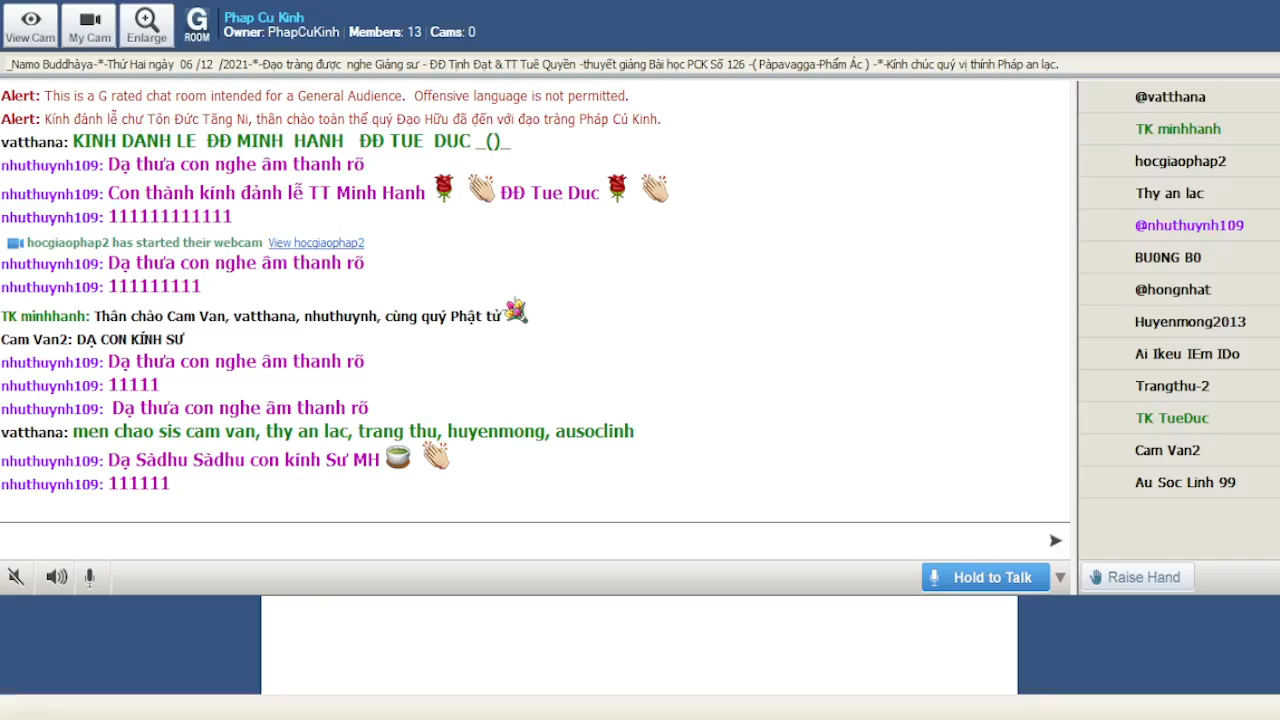 View Cam
My Cam
Enlarge
G
ROOM
Phap Cu Kinh
Owner: PhapCuKinh | Members: 13 | Cams: 0
_Namo Buddhàya-*-Thứ Hai ngày 06 /12 /2021-*-Đạo tràng được nghe Giảng sư - ĐĐ Tịnh Đạt & TT Tuê Quyền -thuyết giảng Bài học PCK Số 126 -( Pàpavagga-Phẩm Ác ) -*-Kính chúc quý vị thính Pháp an lạc.
Alert: This is a G rated chat room intended for a General Audience. Offensive language is not permitted.
Alert: Kính đảnh lễ chư Tôn Đức Tăng Ni, thân chào toàn thể quý Đạo Hữu đã đến với đạo tràng Pháp Cú Kinh.
vatthana: KINH DANH LE ĐĐ MINH HANH ĐĐ TUE DUC _()_
nhuthuynh109: Dạ thưa con nghe âm thanh rõ
nhuthuynh109: Con thành kính đảnh lễ TT Minh Hanh 🌹 👏 ĐĐ Tue Duc 🌹 👏
nhuthuynh109: 111111111111
hocgiaophap2 has started their webcam View hocgiaophap2
nhuthuynh109: Dạ thưa con nghe âm thanh rõ
nhuthuynh109: 111111111
TK minhhanh: Thân chào Cam Van, vatthana, nhuthuynh, cùng quý Phật tử 💐
Cam Van2: DẠ CON KÍNH SƯ
nhuthuynh109: Dạ thưa con nghe âm thanh rõ
nhuthuynh109: 11111
nhuthuynh109: Dạ thưa con nghe âm thanh rõ
vatthana: men chao sis cam van, thy an lac, trang thu, huyenmong, ausoclinh
nhuthuynh109: Dạ Sàdhu Sàdhu con kính Sư MH 🍵 👏
nhuthuynh109: 111111
@vatthana
TK minhhanh
hocgiaophap2
Thy an lac
@nhuthuynh109
BU0NG B0
@hongnhat
Huyenmong2013
Ai Ikeu IEm IDo
Trangthu-2
TK TueDuc
Cam Van2
Au Soc Linh 99
Hold to Talk
Raise Hand